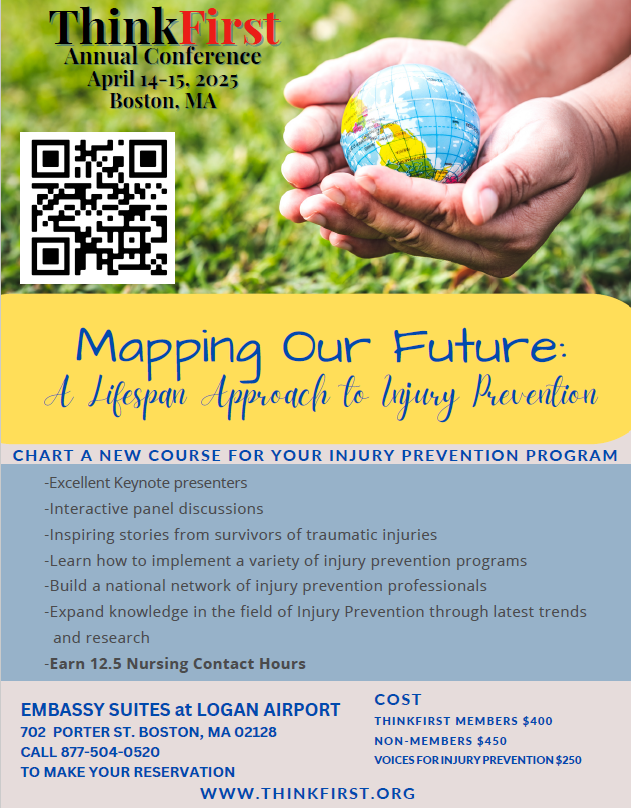 ThinkFirst
Annual Conference
April 14-15, 2025
Boston, MA
Mapping Our Future:
A Lifespan Approach to Injury Prevention
CHART A NEW COURSE FOR YOUR INJURY PREVENTION PROGRAM
-Excellent Keynote presenters
-Interactive panel discussions
-Inspiring stories from survivors of traumatic injuries
-Learn how to implement a variety of injury prevention programs
-Build a national network of injury prevention professionals
-Expand knowledge in the field of Injury Prevention through latest trends
and research
-Earn 12.5 Nursing Contact Hours
EMBASSY SUITES at LOGAN AIRPORT
702 PORTER ST. BOSTON, MA 02128
CALL 877-504-0520
TO MAKE YOUR RESERVATION
COST
THINKFIRST MEMBERS $400
NON-MEMBERS $450
VOICES FOR INJURY PREVENTION $250
WWW.THINKFIRST.ORG